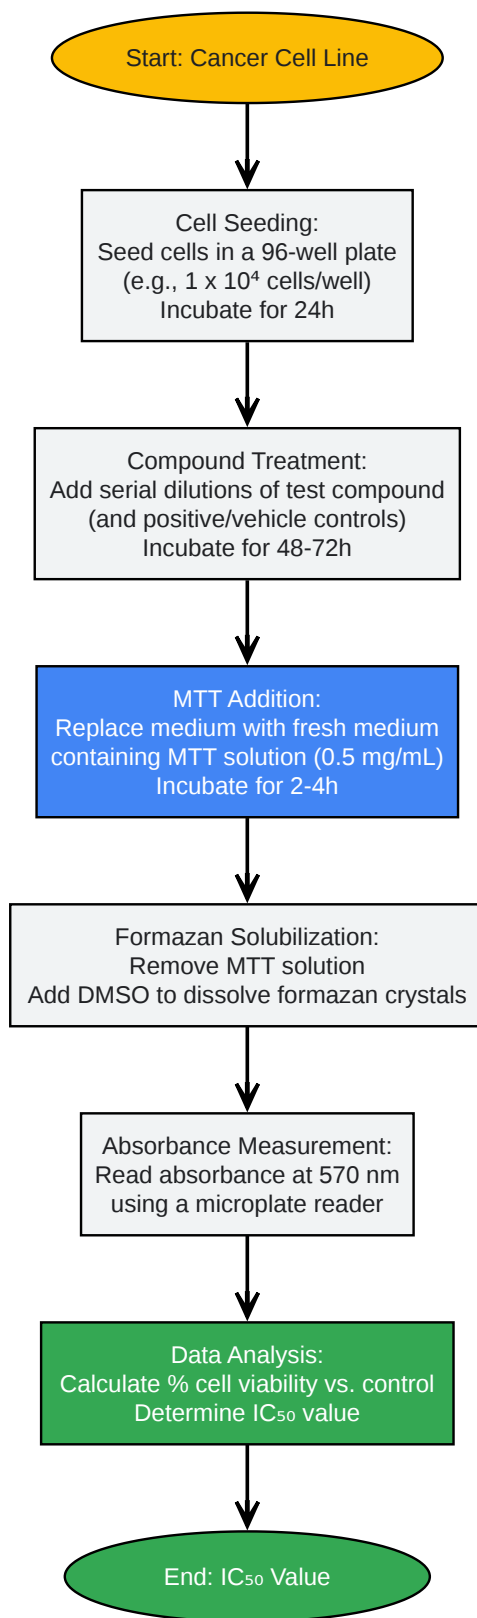 Start: Cancer Cell Line
Cell Seeding:
Seed cells in a 96-well plate
(e.g., 1 x 10⁴ cells/well)
Incubate for 24h
Compound Treatment:
Add serial dilutions of test compound
(and positive/vehicle controls)
Incubate for 48-72h
MTT Addition:
Replace medium with fresh medium
containing MTT solution (0.5 mg/mL)
Incubate for 2-4h
Formazan Solubilization:
Remove MTT solution
Add DMSO to dissolve formazan crystals
Absorbance Measurement:
Read absorbance at 570 nm
using a microplate reader
Data Analysis:
Calculate % cell viability vs. control
Determine IC₅₀ value
End: IC₅₀ Value